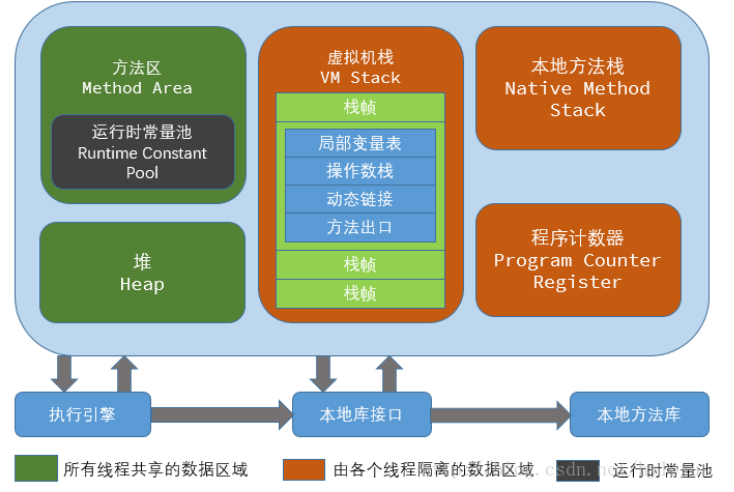 方法区
Method Area
运行时常量池
Runtime Constant
Pool
堆
Heap
虚拟机栈
VM Stack
栈帧
局部变量表
操作数栈
动态链接
方法出口
栈帧
栈帧
本地方法栈
Native Method
Stack
程序计数器
Program Counter
Register
执行引擎
本地库接口
本地方法库
所有线程共享的数据区域
由各个线程隔离的数据区域
运行时常量池